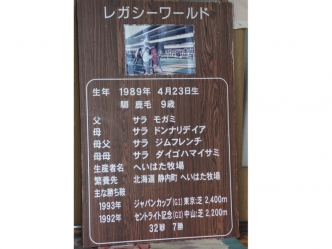 レガシーワールド
生年 1989年 4月23日生
騸 鹿毛 9歳
父 サラ モガミ
母 サラ ドンナリデイア
母父 サラ ジムフレンチ
母母 サラ ダイゴハマイサミ
生産者名 へいはた牧場
繋養先 北海道 静内町 へいはた牧場
主な勝鞍
1993年 ジャパンカップ(G1) 東京:芝 2,400m
1992年 セントライト記念(G2) 中山:芝 2,200m
32戦 7勝